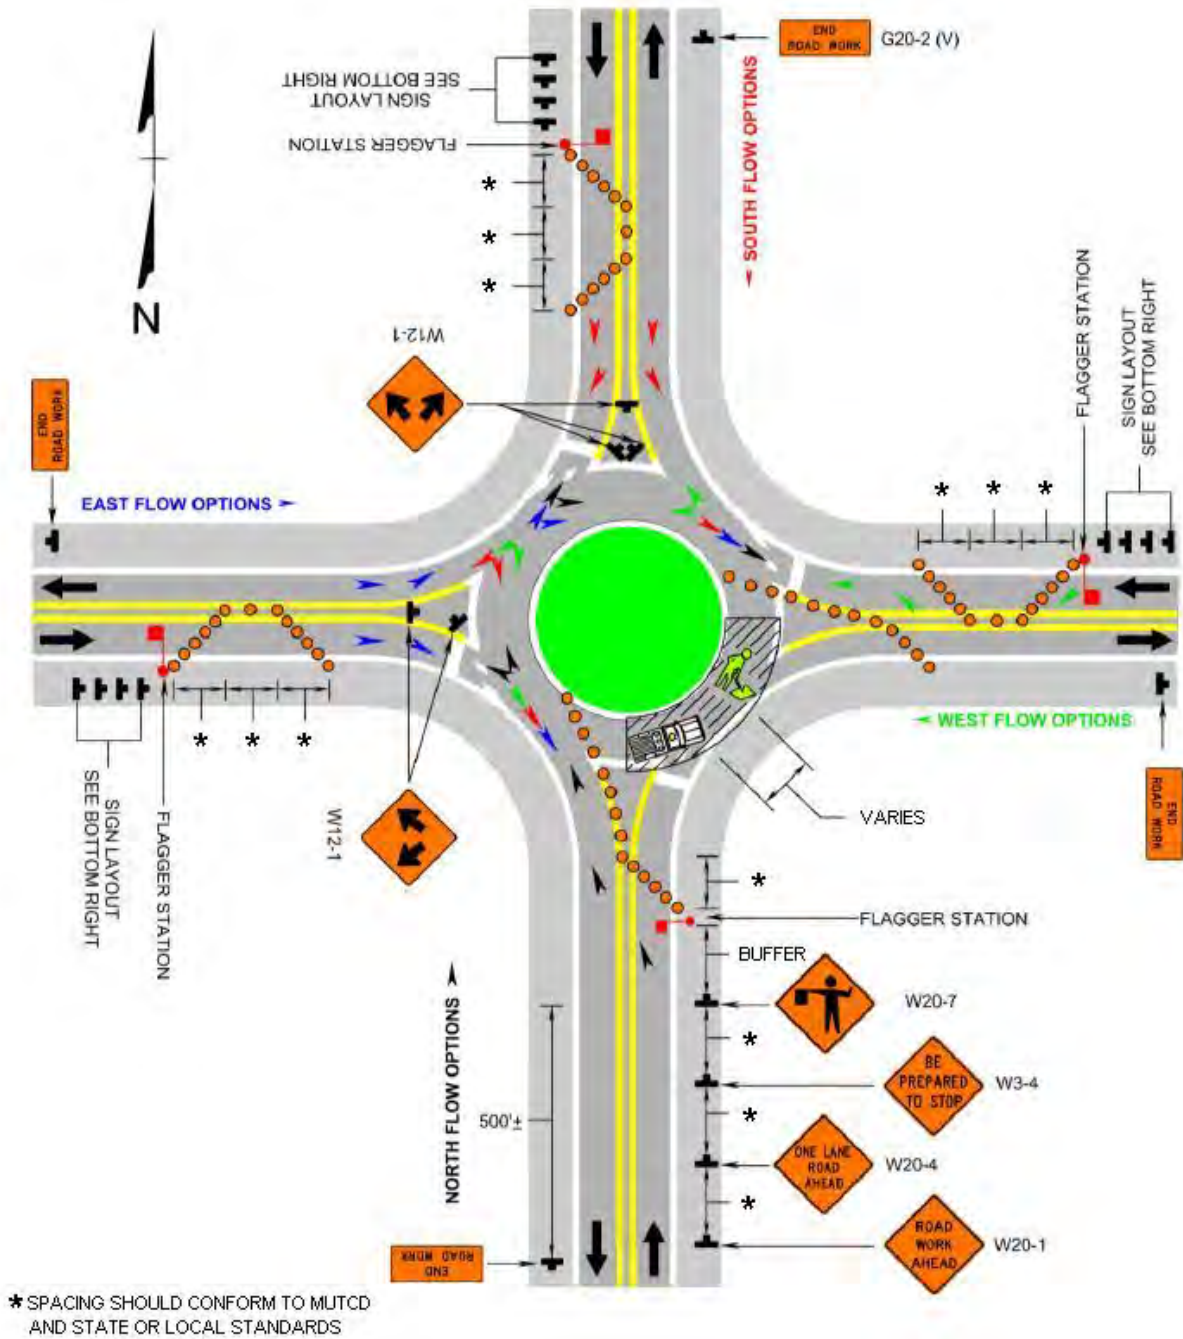 END
ROAD WORK
G20-2 (V)
SIGN LAYOUT
SEE BOTTOM RIGHT
FLAGGER STATION
*
*
*
SOUTH FLOW OPTIONS
N
W12-1
FLAGGER STATION
SIGN LAYOUT
SEE BOTTOM RIGHT
END
ROAD WORK
EAST FLOW OPTIONS
* * *
WEST FLOW OPTIONS
* * *
SIGN LAYOUT
SEE BOTTOM RIGHT
FLAGGER STATION
W12-1
END
ROAD WORK
VARIES
*
FLAGGER STATION
BUFFER
W20-7
NORTH FLOW OPTIONS
*
BE
PREPARED
TO STOP
W3-4
500'±
*
ONE LANE
ROAD
AHEAD
W20-4
*
ROAD
WORK
AHEAD
W20-1
END
ROAD WORK
* SPACING SHOULD CONFORM TO MUTCD
AND STATE OR LOCAL STANDARDS